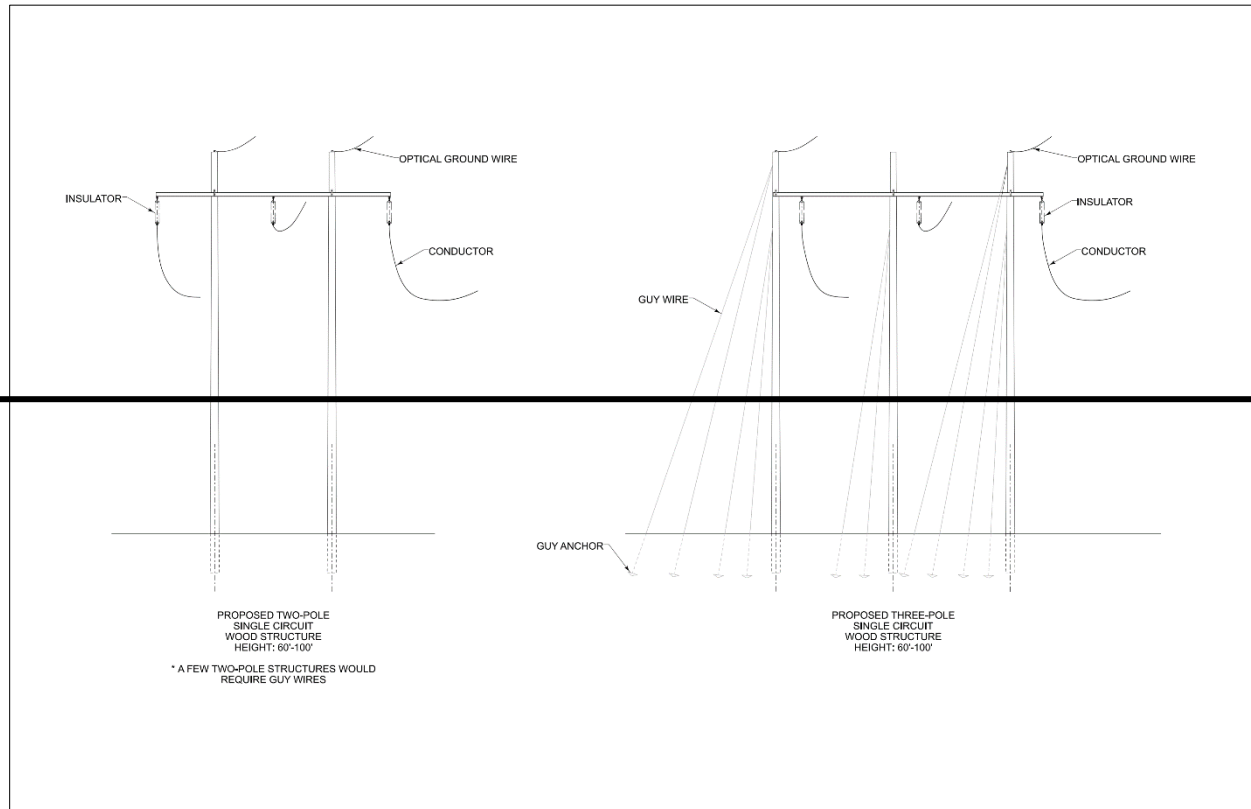 OPTICAL GROUND WIRE
INSULATOR
CONDUCTOR
PROPOSED TWO-POLE
SINGLE CIRCUIT
WOOD STRUCTURE
HEIGHT: 60'-100'
* A FEW TWO-POLE STRUCTURES WOULD
REQUIRE GUY WIRES
OPTICAL GROUND WIRE
INSULATOR
CONDUCTOR
GUY WIRE
GUY ANCHOR
PROPOSED THREE-POLE
SINGLE CIRCUIT
WOOD STRUCTURE
HEIGHT: 60'-100'